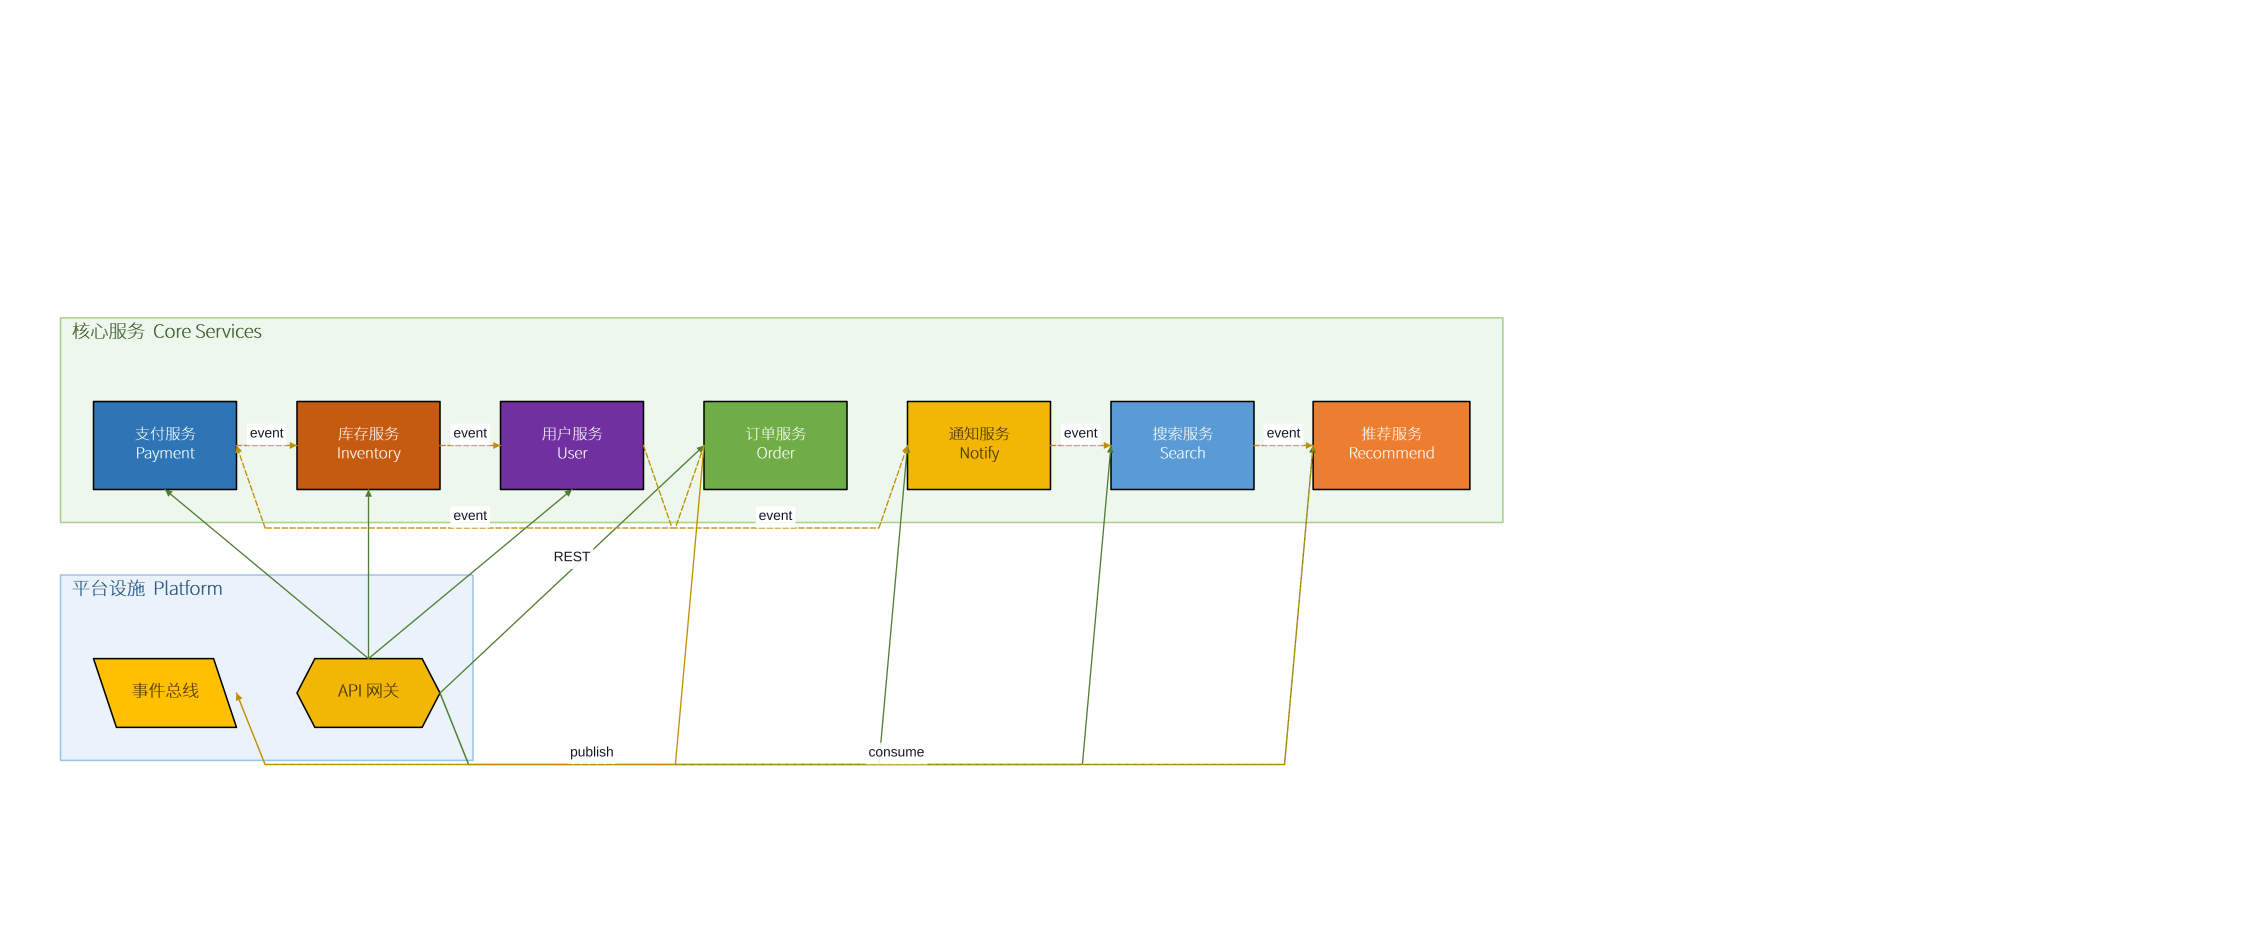 核心服务 Core Services
支付服务
Payment
event
库存服务
Inventory
event
用户服务
User
订单服务
Order
通知服务
Notify
event
搜索服务
Search
event
推荐服务
Recommend
event
event
REST
平台设施 Platform
事件总线
API 网关
publish
consume